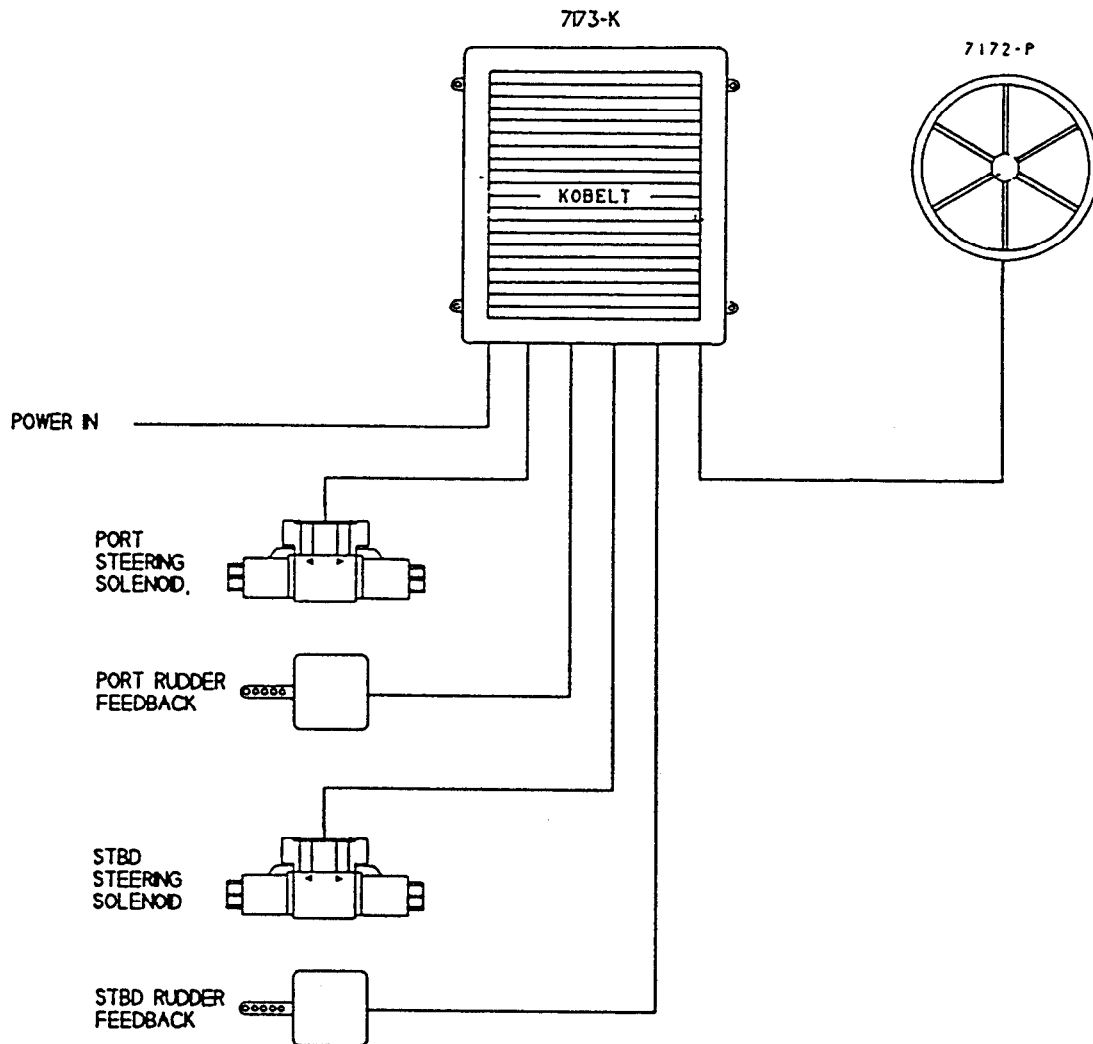 7173-K
7172-P
KOBELT
POWER IN
PORT
STEERING
SOLENOID.
PORT RUDDER
FEEDBACK
STBD
STEERING
SOLENOID
STBD RUDDER
FEEDBACK